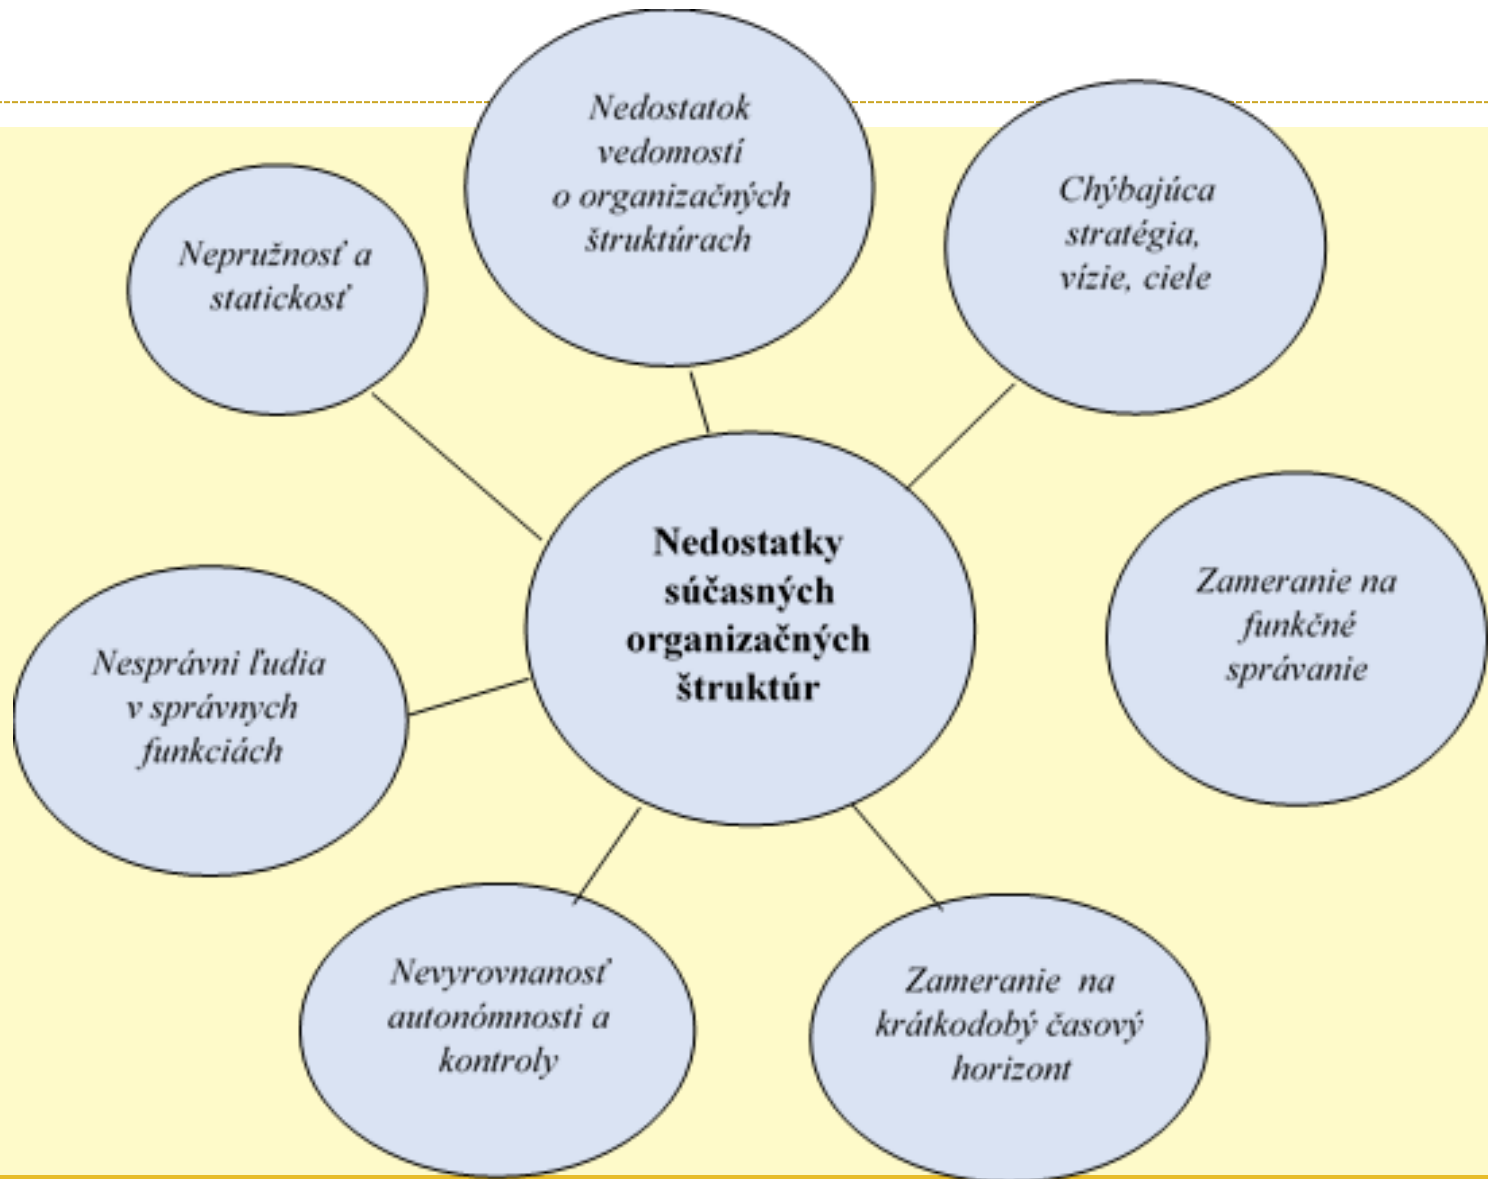 Nedostatok
vedomostí
o organizačných
štruktúrach
Chýbajúca
stratégia,
vízie, ciele
Nepružnosť a
statickosť
Nedostatky
súčasných
organizačných
štruktúr
Zameranie na
funkčné
správanie
Nesprávni ľudia
v správnych
funkciách
Nevyrovnanosť
autonómnosti a
kontroly
Zameranie na
krátkodobý časový
horizont